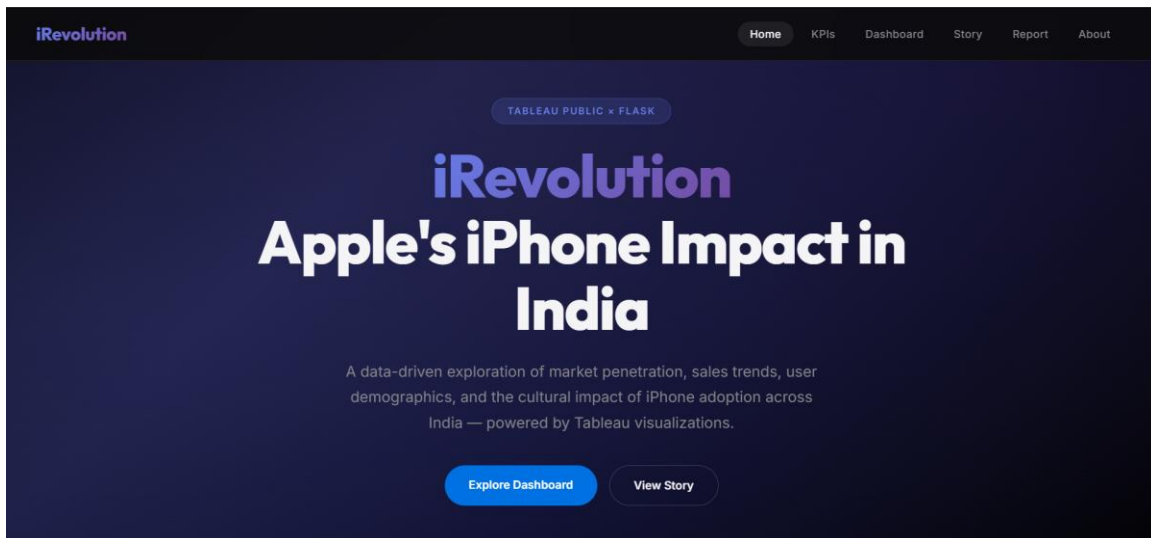 iRevolution
Home KPIs Dashboard Story Report About
TABLEAU PUBLIC × FLASK
iRevolution
Apple's iPhone Impact in
India
A data-driven exploration of market penetration, sales trends, user
demographics, and the cultural impact of iPhone adoption across
India — powered by Tableau visualizations.
Explore Dashboard View Story